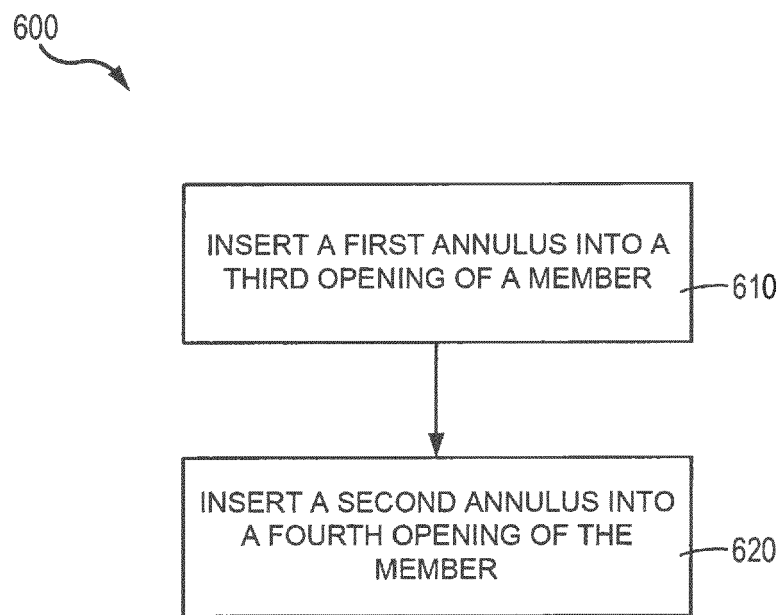 600
INSERT A FIRST ANNULUS INTO A
THIRD OPENING OF A MEMBER
610
INSERT A SECOND ANNULUS INTO
A FOURTH OPENING OF THE
MEMBER
620